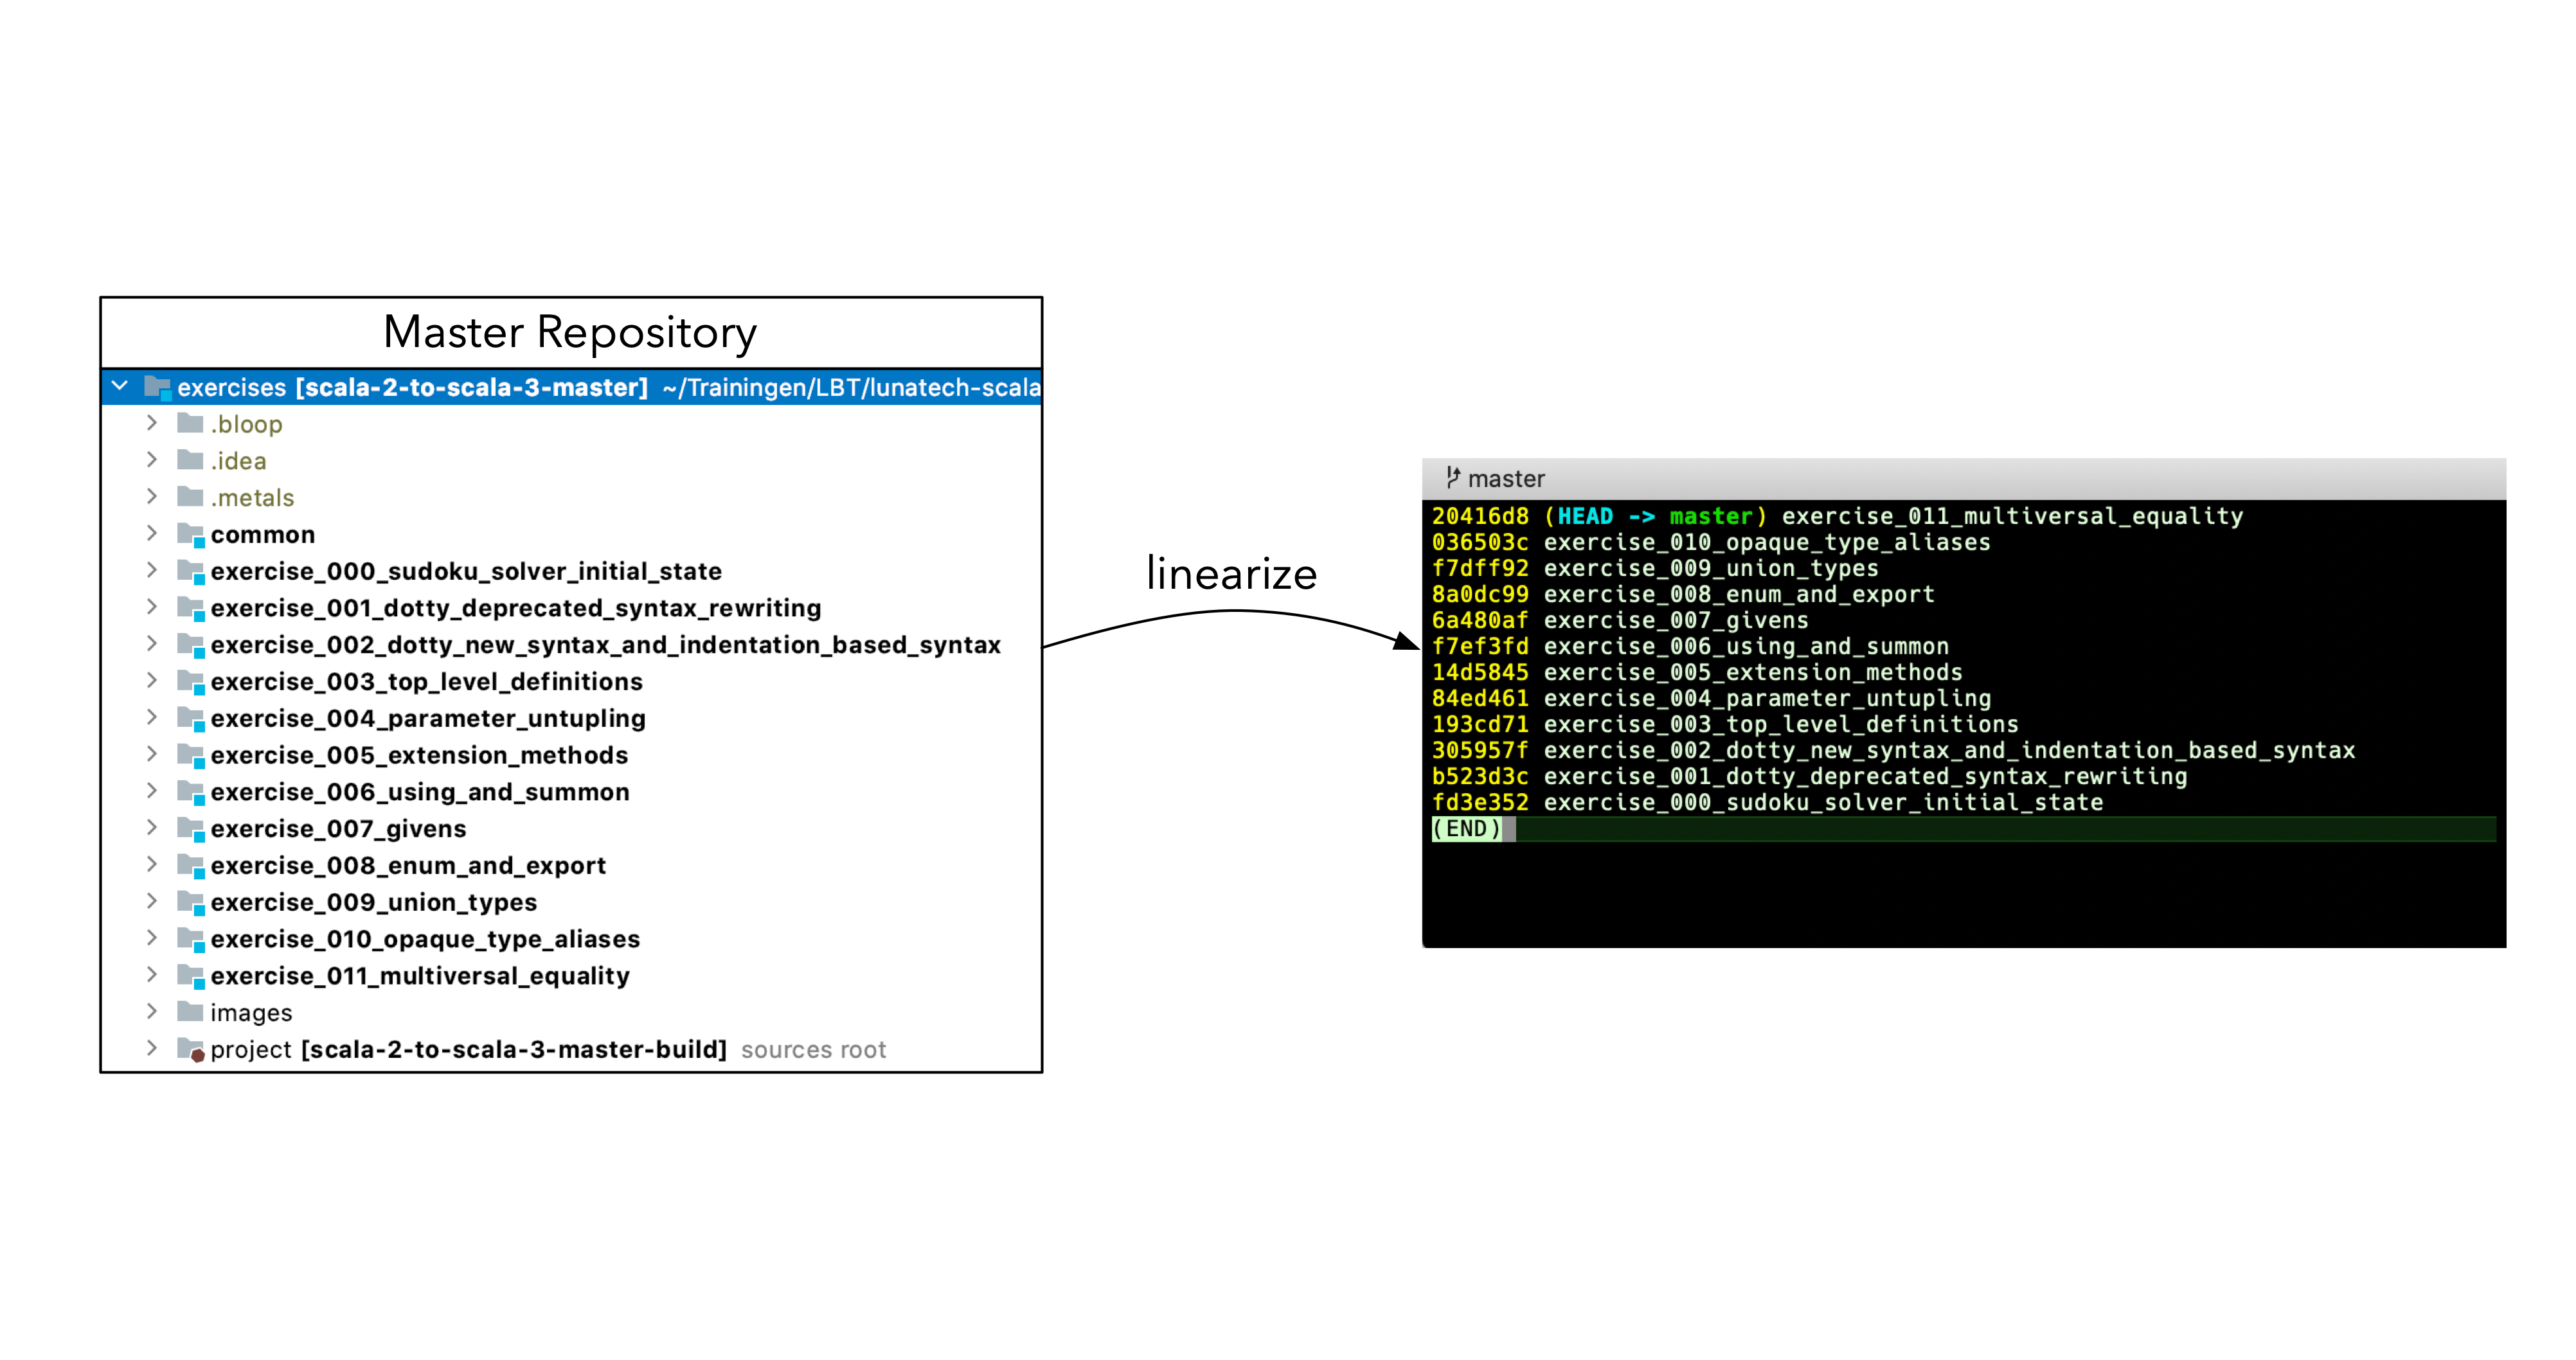 Master Repository
exercises [scala-2-to-scala-3-master] ~/Trainingen/LBT/lunatech-scala
.bloop
.idea
.metals
common
exercise_000_sudoku_solver_initial_state
exercise_001_dotty_deprecated_syntax_rewriting
exercise_002_dotty_new_syntax_and_indentation_based_syntax
exercise_003_top_level_definitions
exercise_004_parameter_untupling
exercise_005_extension_methods
exercise_006_using_and_summon
exercise_007_givens
exercise_008_enum_and_export
exercise_009_union_types
exercise_010_opaque_type_aliases
exercise_011_multiversal_equality
images
project [scala-2-to-scala-3-master-build] sources root
linearize
master
20416d8 (HEAD -> master) exercise_011_multiversal_equality
036503c exercise_010_opaque_type_aliases
f7dff92 exercise_009_union_types
8a0dc99 exercise_008_enum_and_export
6a480af exercise_007_givens
f7ef3fd exercise_006_using_and_summon
14d5845 exercise_005_extension_methods
84ed461 exercise_004_parameter_untupling
193cd71 exercise_003_top_level_definitions
305957f exercise_002_dotty_new_syntax_and_indentation_based_syntax
b523d3c exercise_001_dotty_deprecated_syntax_rewriting
fd3e352 exercise_000_sudoku_solver_initial_state
(END)